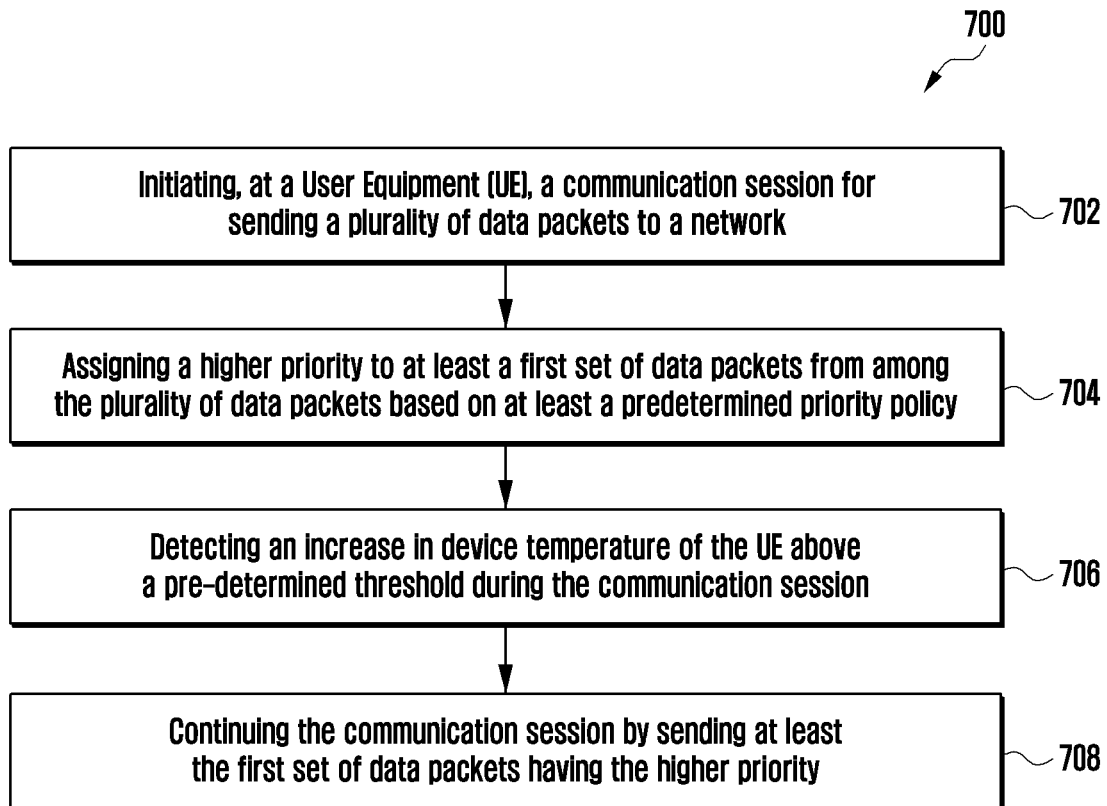 700
Initiating, at a User Equipment (UE), a communication session for
sending a plurality of data packets to a network
702
Assigning a higher priority to at least a first set of data packets from among
the plurality of data packets based on at least a predetermined priority policy
704
Detecting an increase in device temperature of the UE above
a pre-determined threshold during the communication session
706
Continuing the communication session by sending at least
the first set of data packets having the higher priority
708